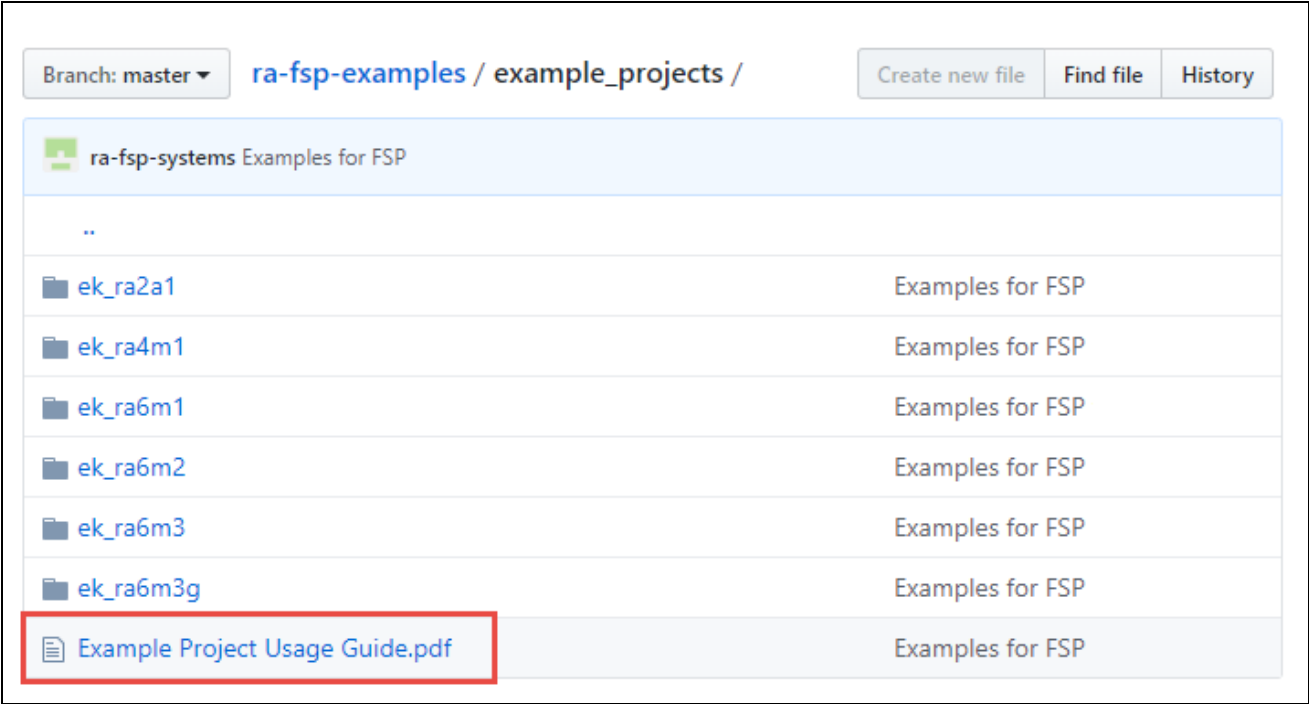 Branch: master ra-fsp-examples / example_projects / Create new file Find file History
ra-fsp-systems Examples for FSP
..
ek_ra2a1 Examples for FSP
ek_ra4m1 Examples for FSP
ek_ra6m1 Examples for FSP
ek_ra6m2 Examples for FSP
ek_ra6m3 Examples for FSP
ek_ra6m3g Examples for FSP
Example Project Usage Guide.pdf Examples for FSP